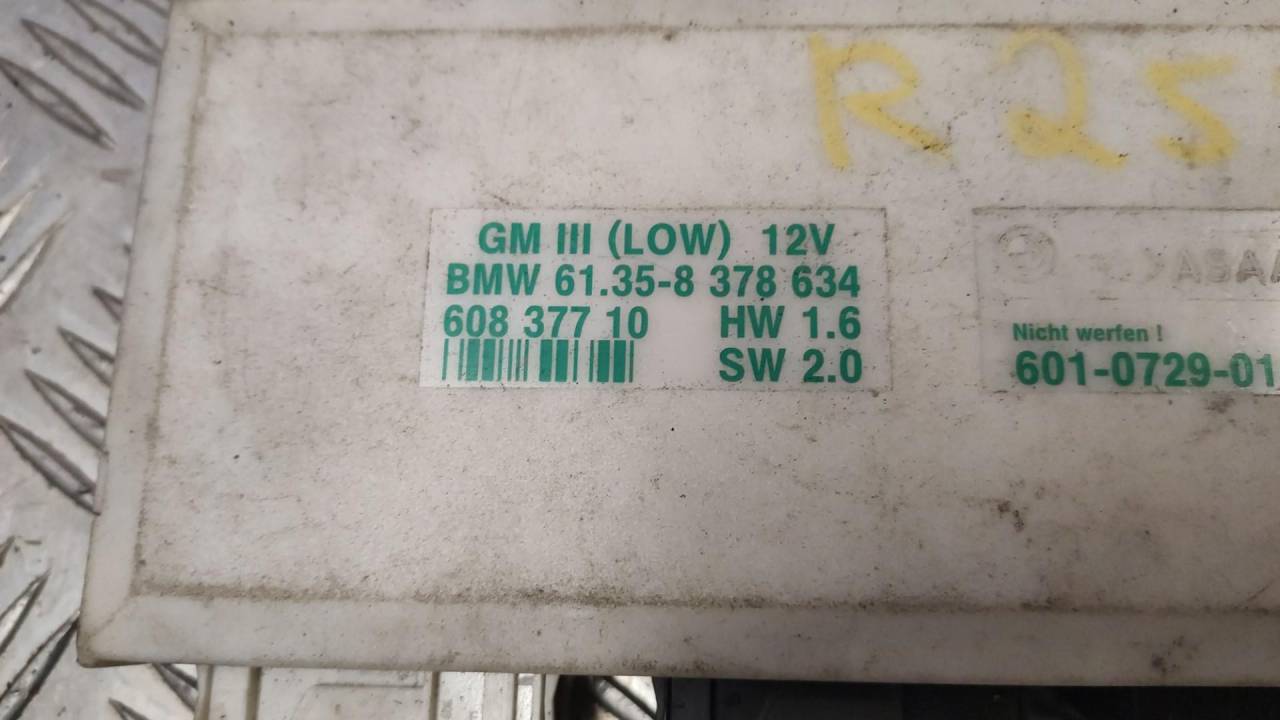 R 25
GM III (LOW) 12V
BMW 61.35-8 378 634
608 377 10 HW 1.6
SW 2.0
Nicht werfen !
601-0729-01